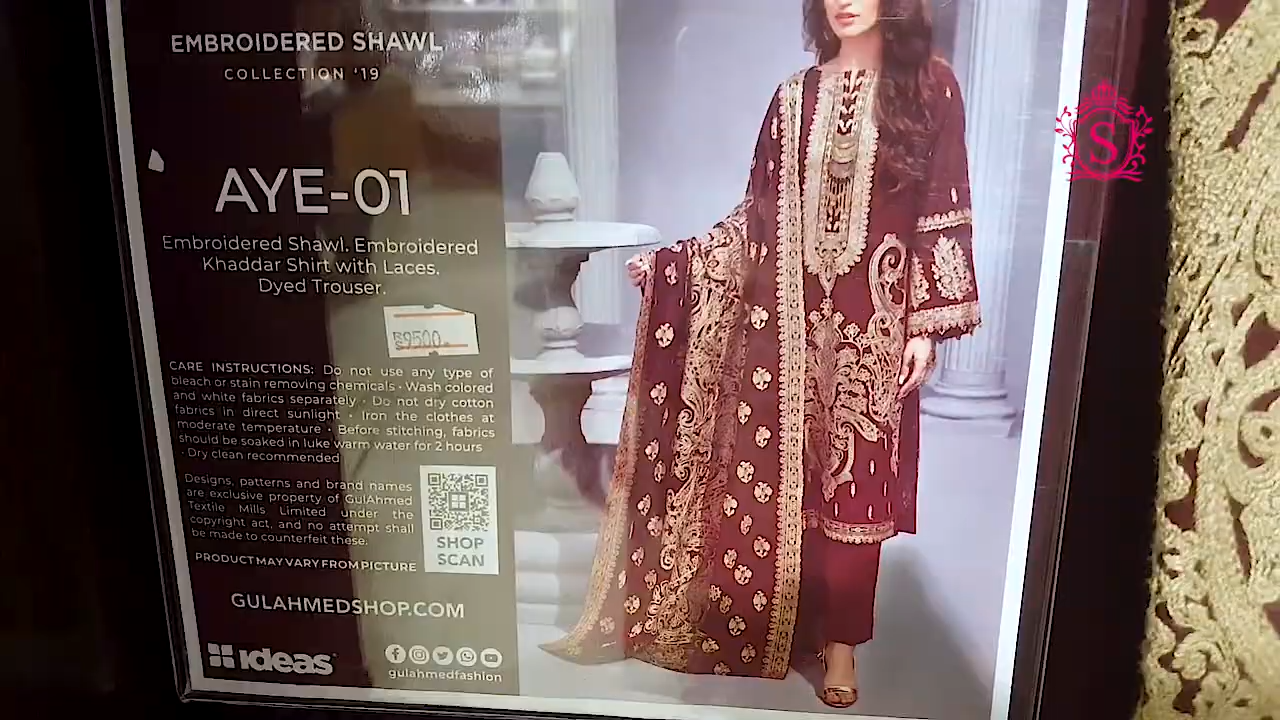 EMBROIDERED SHAWL
COLLECTION '19
AYE-01
Embroidered Shawl. Embroidered
Khaddar Shirt with Laces.
Dyed Trouser.
9500
CARE INSTRUCTIONS: Do not use any type of
bleach or stain removing chemicals • Wash colored
and white fabrics separately • Do not dry cotton
fabrics in direct sunlight • Iron the clothes at
moderate temperature • Before stitching, fabrics
should be soaked in luke warm water for 2 hours
• Dry clean recommended
Designs, patterns and brand names
are exclusive property of GulAhmed
Textile Mills Limited under the
copyright act, and no attempt shall
be made to counterfeit these.
PRODUCT MAY VARY FROM PICTURE
SHOP
SCAN
GULAHMEDSHOP.COM
ideas
gulahmedfashion
S